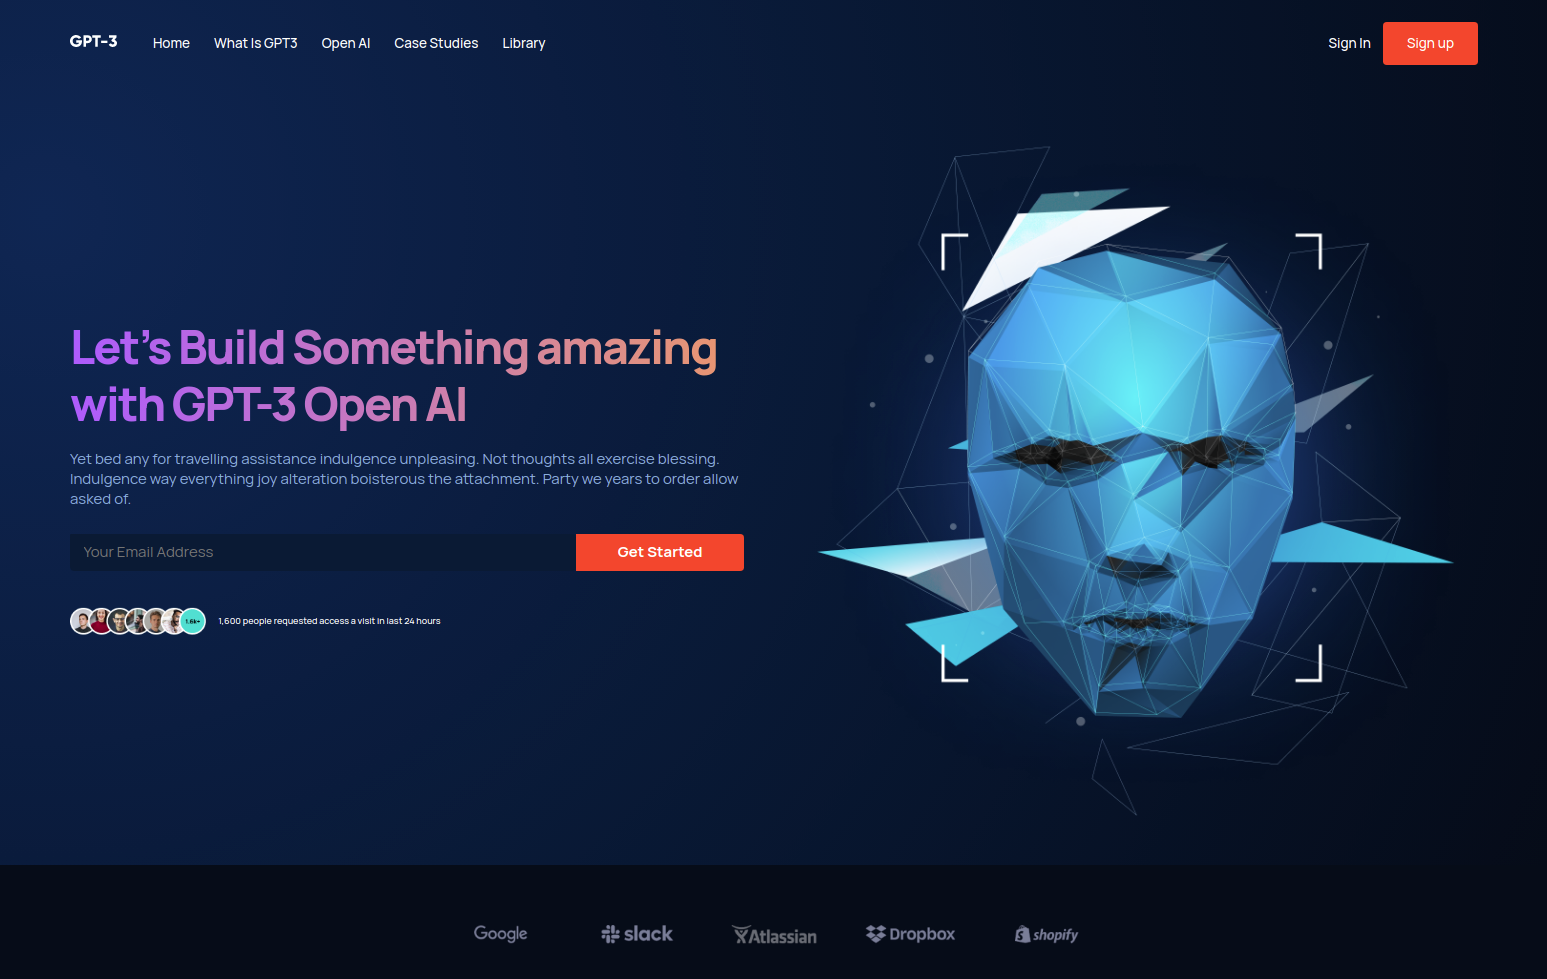 GPT-3
Home What Is GPT3 Open AI Case Studies Library
Sign In Sign up
Let's Build Something amazing
with GPT-3 Open AI
Yet bed any for travelling assistance indulgence unpleasing. Not thoughts all exercise blessing.
Indulgence way everything joy alteration boisterous the attachment. Party we years to order allow
asked of.
Your Email Address Get Started
1.6k+ 1,600 people requested access a visit in last 24 hours
Google slack Atlassian Dropbox shopify